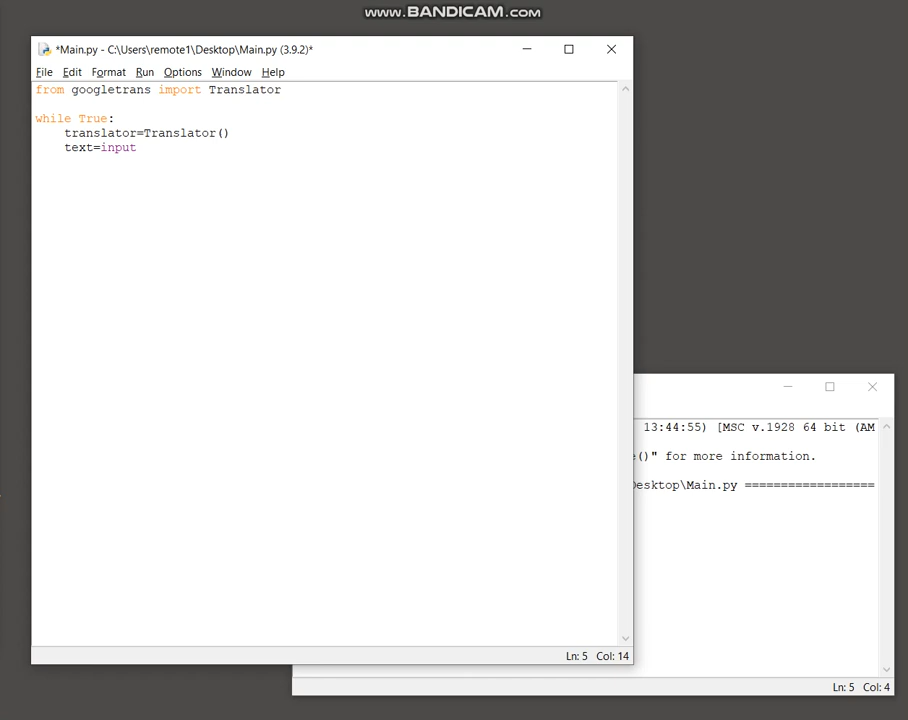 www.BANDICAM.com
*Main.py - C:\Users\remote1\Desktop\Main.py (3.9.2)*
File Edit Format Run Options Window Help
from googletrans import Translator
while True:
    translator=Translator()
    text=input
Ln: 5 Col: 14
13:44:55) [MSC v.1928 64 bit (AM
e()" for more information.
Desktop\Main.py ==================
Ln: 5 Col: 4